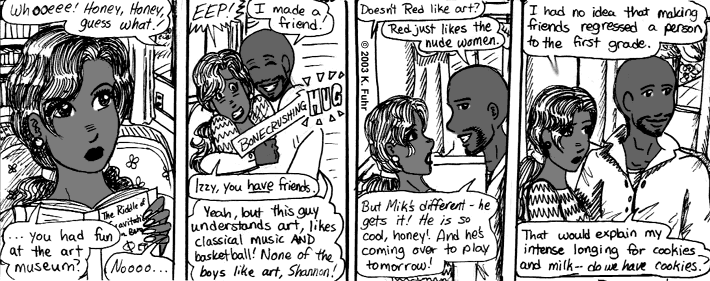 Whooeee! Honey, Honey,
guess what!
... you had fun
at the art
museum?
The Riddle of
Noooo...
EEP!
I made a
friend.
BONECRUSHING
HUG
Izzy, you have friends.
Yeah, but this guy
understands art, likes
classical music AND
basketball! None of the
boys like art, Shannon!
© 2003 K. Fuhr
Doesn't Red like art?
Red just likes the
nude women.
But Mik's different - he
gets it! He is so
cool, honey! And he's
coming over to play
tomorrow!
I had no idea that making
friends regressed a person
to the first grade.
That would explain my
intense longing for cookies
and milk -- do we have cookies.